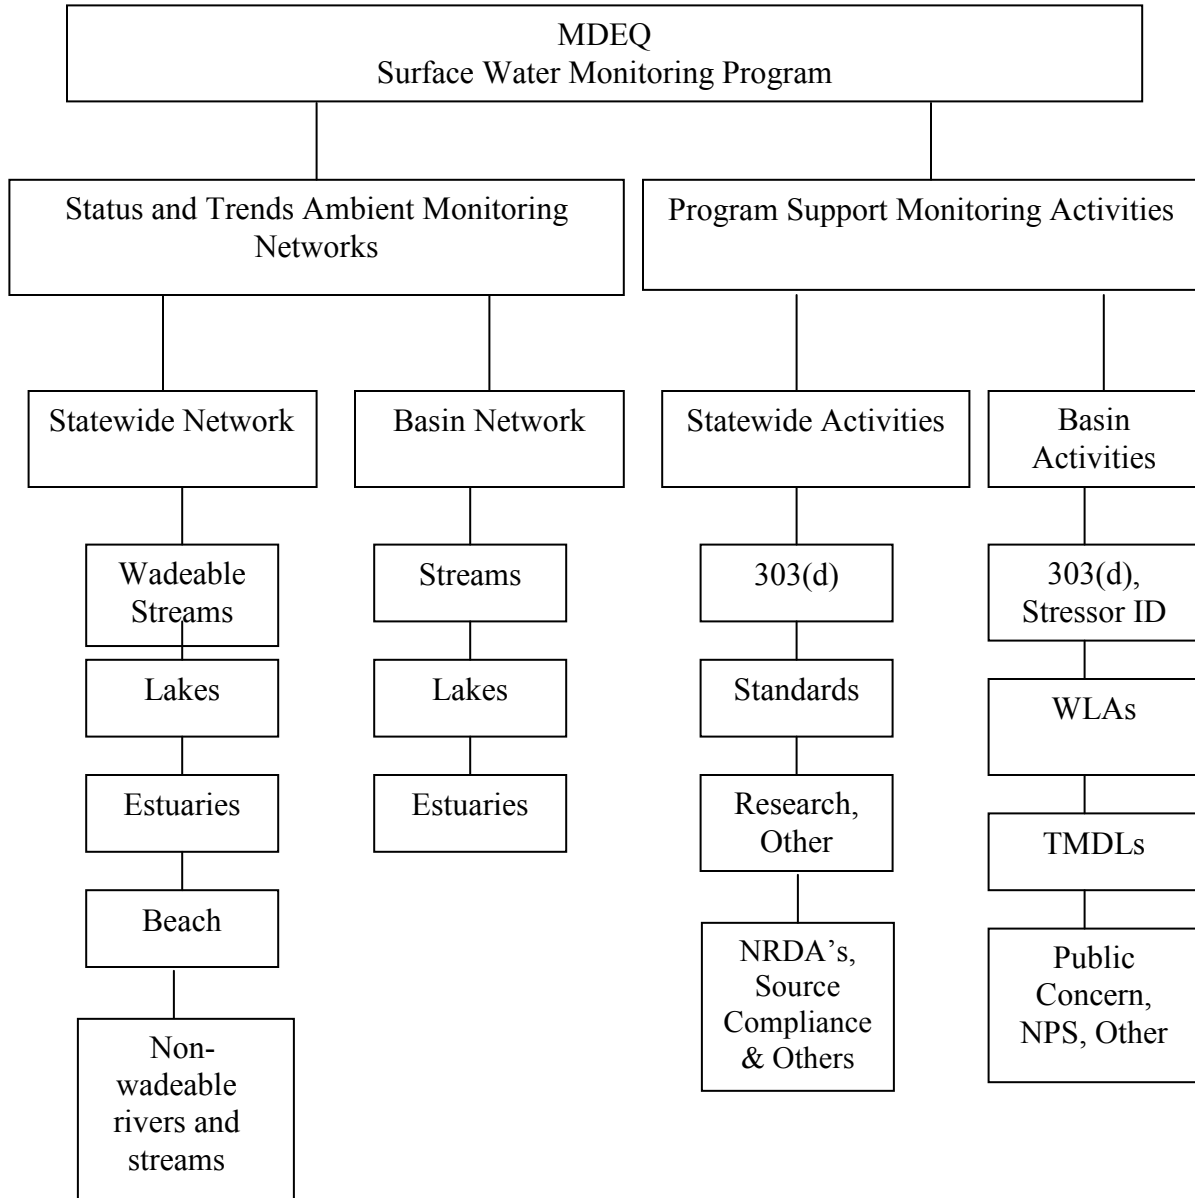 MDEQ
Surface Water Monitoring Program
Status and Trends Ambient Monitoring
Networks
Program Support Monitoring Activities
Statewide Network
Basin Network
Statewide Activities
Basin
Activities
Wadeable
Streams
Lakes
Estuaries
Beach
Non-
wadeable
rivers and
streams
Streams
Lakes
Estuaries
303(d)
Standards
Research,
Other
NRDA’s,
Source
Compliance
& Others
303(d),
Stressor ID
WLAs
TMDLs
Public
Concern,
NPS, Other